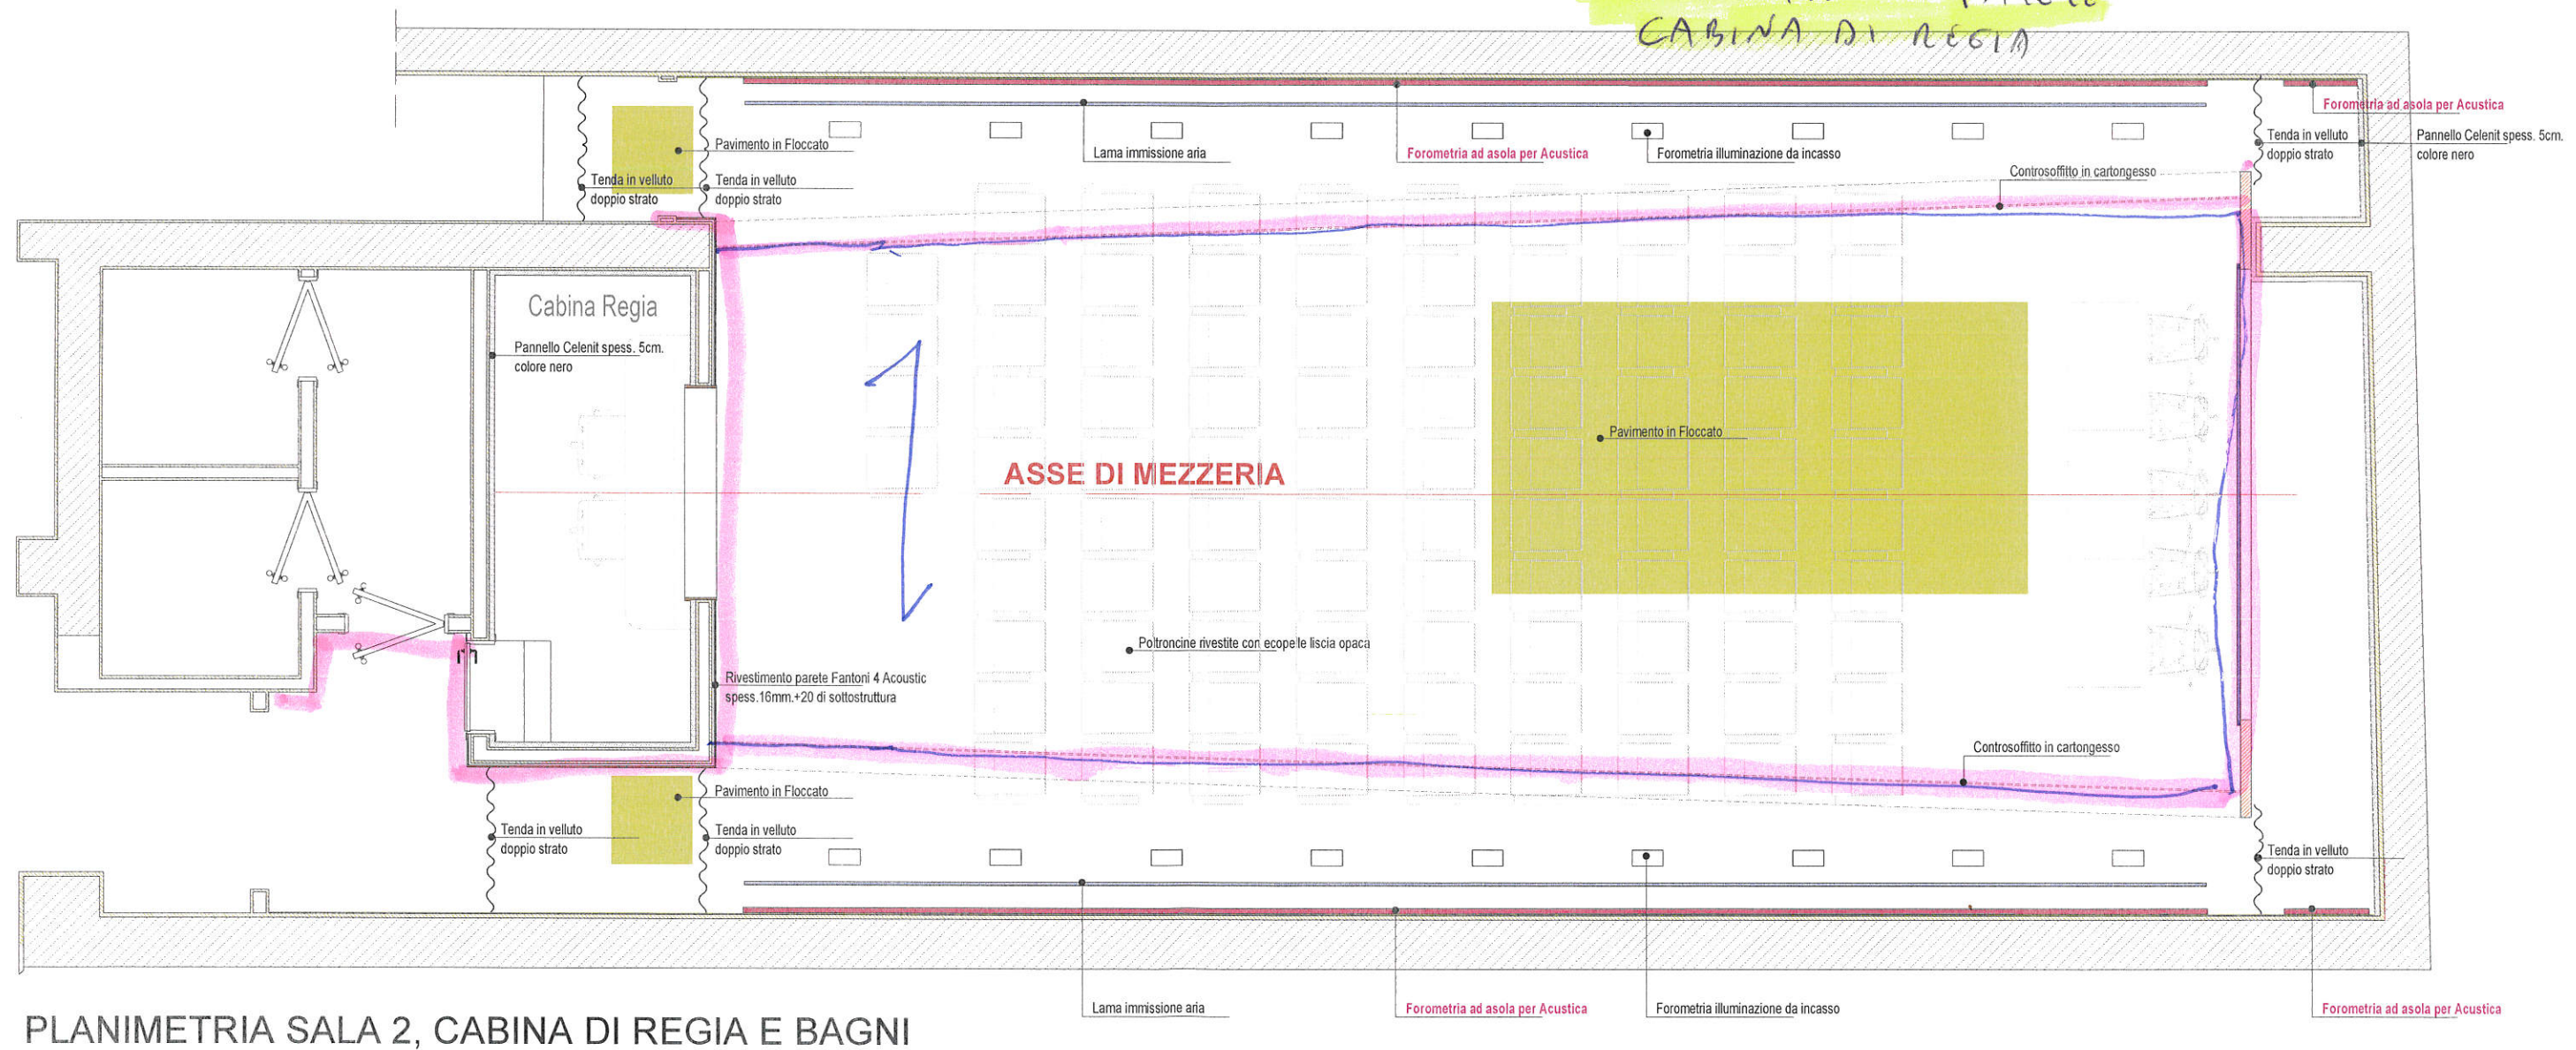 CABINA DI REGIA
Forometria ad asola per Acustica
Pavimento in Floccato
Lama immissione aria
Forometria ad asola per Acustica
Forometria illuminazione da incasso
Tenda in velluto
doppio strato
Pannello Celenit spess. 5cm.
colore nero
Tenda in velluto
doppio strato
Tenda in velluto
doppio strato
Controsoffitto in cartongesso
Cabina Regia
Pannello Celenit spess. 5cm.
colore nero
1
Pavimento in Floccato
ASSE DI MEZZERIA
Poltroncine rivestite con ecopelle liscia opaca
Rivestimento parete Fantoni 4 Acoustic
spess.16mm.+20 di sottostruttura
Controsoffitto in cartongesso
Pavimento in Floccato
Tenda in velluto
doppio strato
Tenda in velluto
doppio strato
Tenda in velluto
doppio strato
Lama immissione aria
Forometria ad asola per Acustica
Forometria illuminazione da incasso
Forometria ad asola per Acustica
PLANIMETRIA SALA 2, CABINA DI REGIA E BAGNI